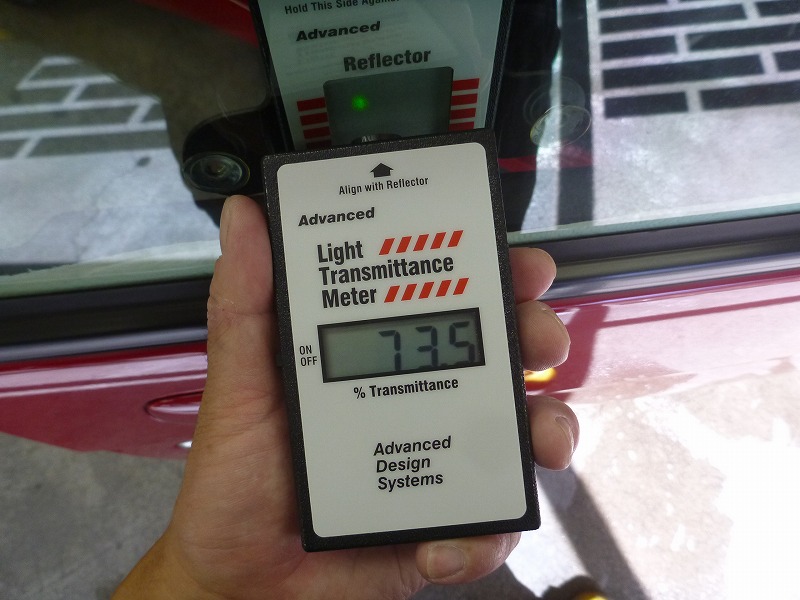 Hold This Side Against
Advanced
Reflector
Align with Reflector
Advanced
Light
Transmittance
Meter
73.5
ON
OFF
% Transmittance
Advanced
Design
Systems